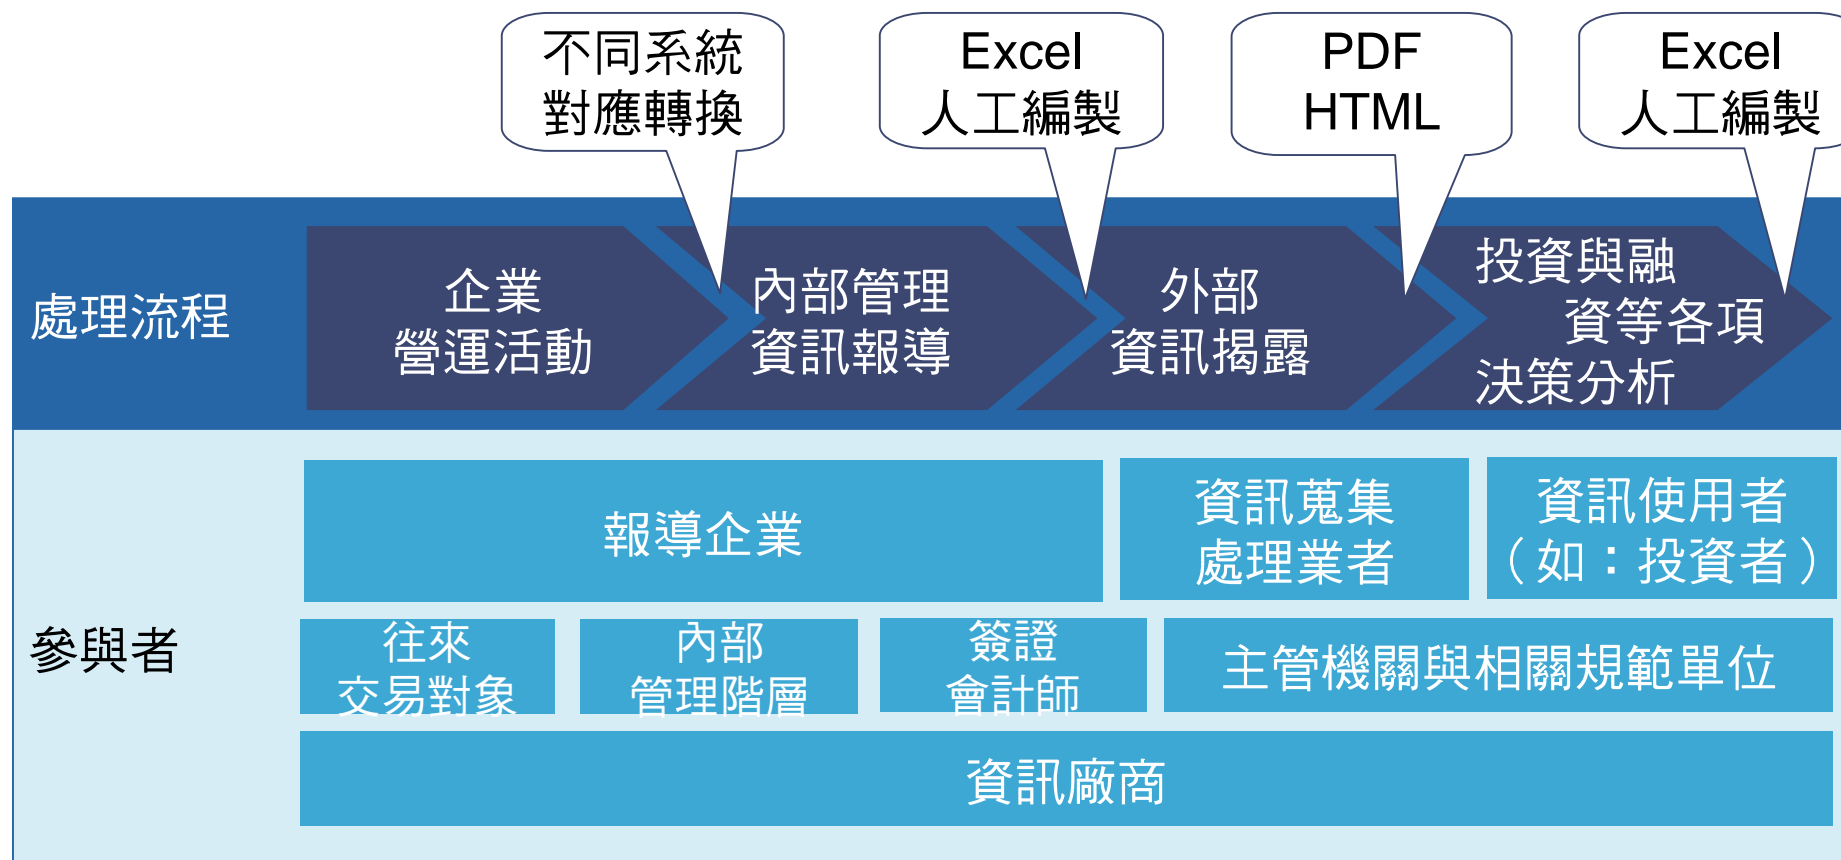 不同系統
對應轉換
Excel
人工編製
PDF
HTML
Excel
人工編製
處理流程
企業
營運活動
內部管理
資訊報導
外部
資訊揭露
投資與融
資等各項
決策分析
參與者
報導企業
資訊蒐集
處理業者
資訊使用者
（如：投資者）
往來
交易對象
內部
管理階層
簽證
會計師
主管機關與相關規範單位
資訊廠商